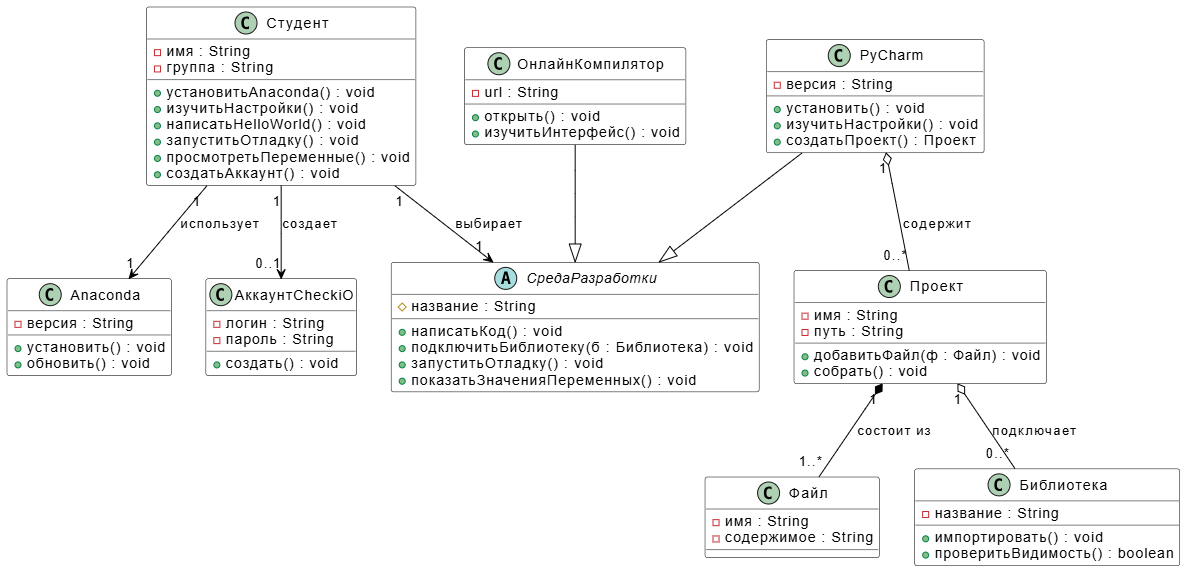 C Студент
имя : String
группа : String
установитьAnaconda() : void
изучитьНастройки() : void
написатьHelloWorld() : void
запуститьОтладку() : void
просмотретьПеременные() : void
создатьАккаунт() : void
C ОнлайнКомпилятор
url : String
открыть() : void
изучитьИнтерфейс() : void
C PyCharm
версия : String
установить() : void
изучитьНастройки() : void
создатьПроект() : Проект
1
использует
1
1
создает
0..1
1
выбирает
1
1
содержит
0..*
C Anaconda
версия : String
установить() : void
обновить() : void
C АккаунтCheckiO
логин : String
пароль : String
создать() : void
A СредаРазработки
название : String
написатьКод() : void
подключитьБиблиотеку(б : Библиотека) : void
запуститьОтладку() : void
показатьЗначенияПеременных() : void
C Проект
имя : String
путь : String
добавитьФайл(ф : Файл) : void
собрать() : void
1
состоит из
1..*
1
подключает
0..*
C Файл
имя : String
содержимое : String
C Библиотека
название : String
импортировать() : void
проверитьВидимость() : boolean